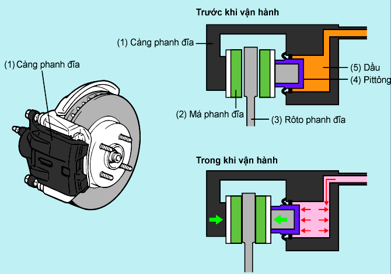 Trước khi vận hành
(1) Càng phanh đĩa
(1) Càng phanh đĩa
(5) Dầu
(4) Pittông
(2) Má phanh đĩa
(3) Rôto phanh đĩa
Trong khi vận hành